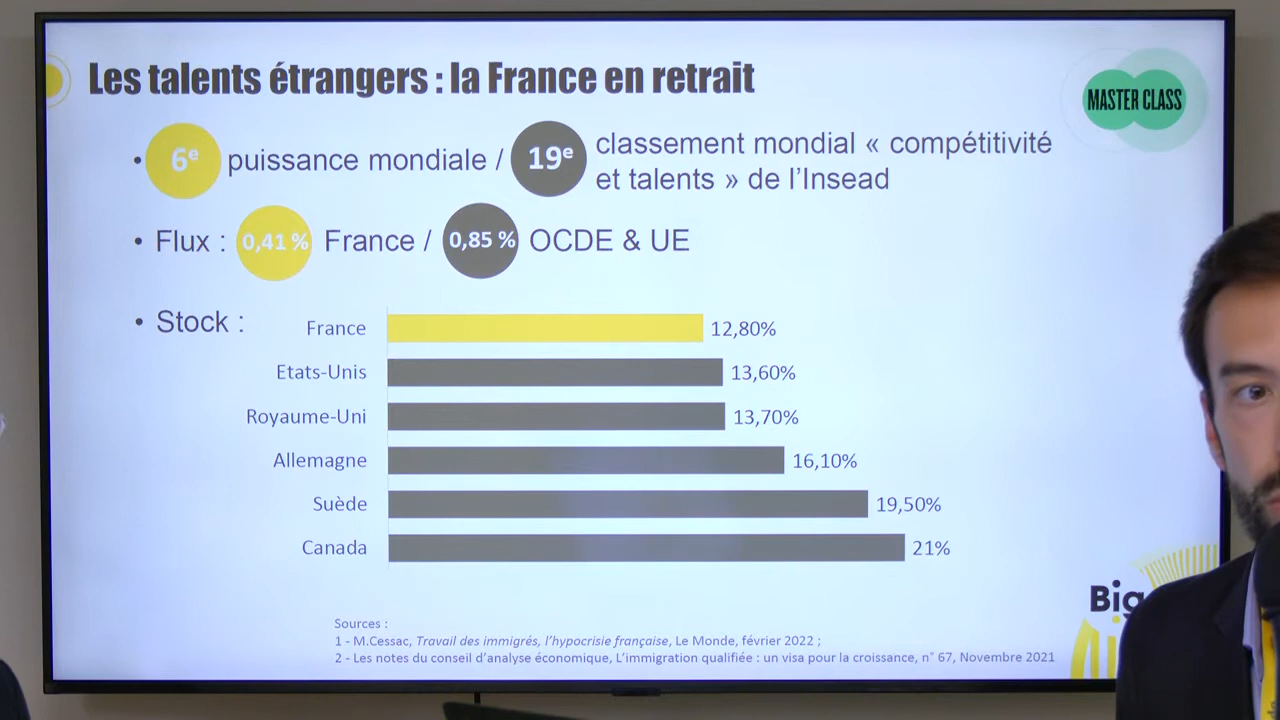 Les talents étrangers : la France en retrait
MASTER CLASS
• 6e puissance mondiale / 19e classement mondial « compétitivité
et talents » de l'Insead
• Flux : 0,41 % France / 0,85 % OCDE & UE
• Stock :
France 12,80%
Etats-Unis 13,60%
Royaume-Uni 13,70%
Allemagne 16,10%
Suède 19,50%
Canada 21%
Big
Sources :
1 - M.Cessac, Travail des immigrés, l'hypocrisie française, Le Monde, février 2022 ;
2 - Les notes du conseil d'analyse économique, L'immigration qualifiée : un visa pour la croissance, n° 67, Novembre 2021